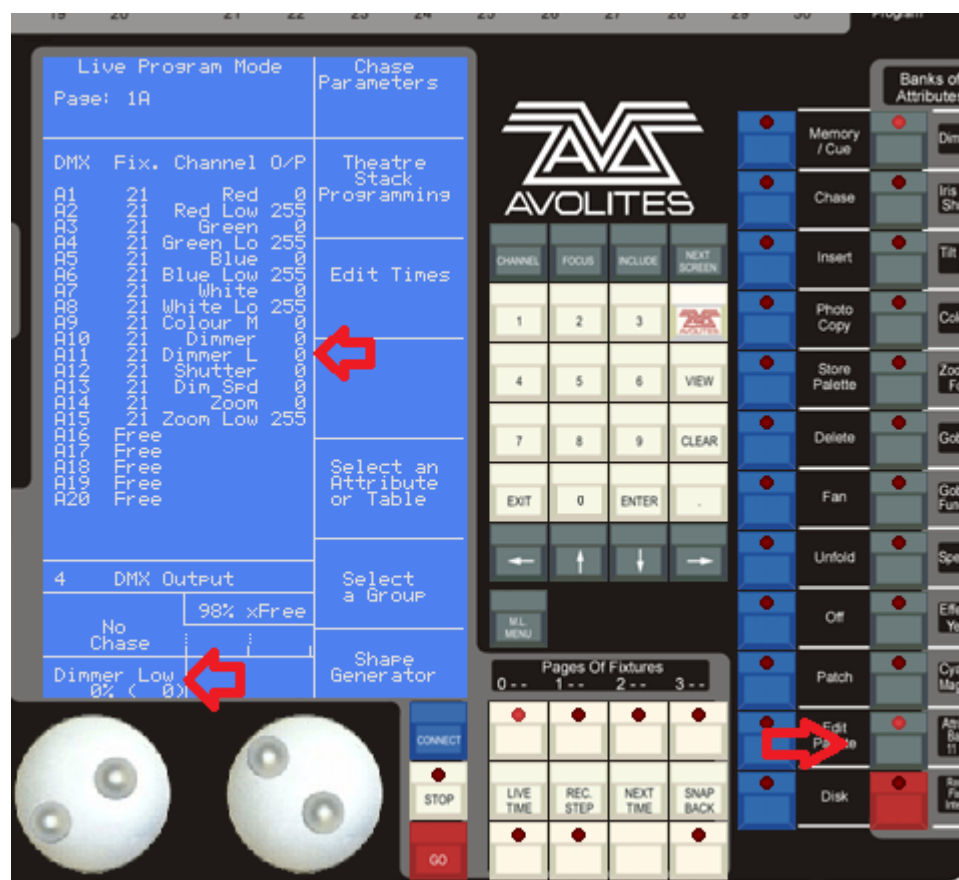 19 20 21 22 23 24 25 26 27 28 29 30 Program
Live Program Mode
Page: 1A
Chase
Parameters
DMX Fix. Channel O/P
A1 21 Red 0
A2 21 Red Low 255
A3 21 Green 0
A4 21 Green Lo 255
A5 21 Blue 0
A6 21 Blue Low 255
A7 21 White 0
A8 21 White Lo 255
A9 21 Colour M 0
A10 21 Dimmer 0
A11 21 Dimmer L 0
A12 21 Shutter 0
A13 21 Dim Spd 0
A14 21 Zoom 0
A15 21 Zoom Low 255
A16 Free
A17 Free
A18 Free
A19 Free
A20 Free
Theatre
Stack
Programming
Edit Times
Select an
Attribute
or Table
4 DMX Output
98% xFree
No
Chase
Select
a Group
Dimmer Low
0% ( 0)
Shape
Generator
AVOLITES
CHANNEL FOCUS INCLUDE NEXT SCREEN
1 2 3 AVOLITES
4 5 6 VIEW
7 8 9 CLEAR
EXIT 0 ENTER .
M.L.
MENU
Pages Of Fixtures
0-- 1-- 2-- 3--
CONNECT
STOP
GO
LIVE TIME
REC. STEP
NEXT TIME
SNAP BACK
Memory
/ Cue
Chase
Insert
Photo
Copy
Store
Palette
Delete
Fan
Unfold
Off
Patch
Edit
Disk
Banks of
Iris
Tilt